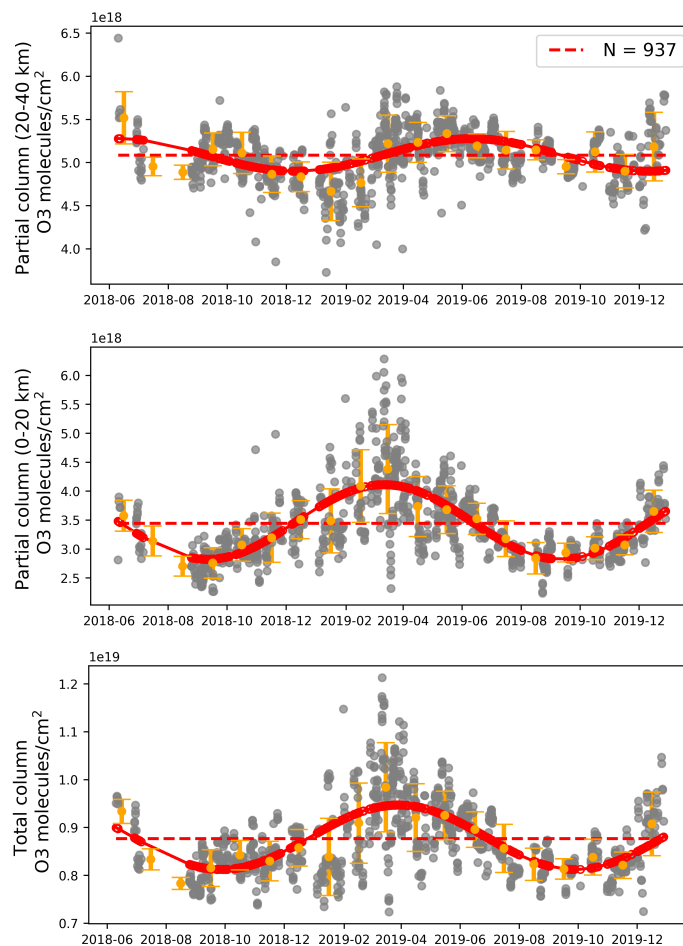 1e18
6.5
6.0
5.5
5.0
4.5
4.0
Partial column (20-40 km)
O3 molecules/cm²
N = 937
2018-06 2018-08 2018-10 2018-12 2019-02 2019-04 2019-06 2019-08 2019-10 2019-12
1e18
6.0
5.5
5.0
4.5
4.0
3.5
3.0
2.5
Partial column (0-20 km)
O3 molecules/cm²
2018-06 2018-08 2018-10 2018-12 2019-02 2019-04 2019-06 2019-08 2019-10 2019-12
1e19
1.2
1.1
1.0
0.9
0.8
0.7
Total column
O3 molecules/cm²
2018-06 2018-08 2018-10 2018-12 2019-02 2019-04 2019-06 2019-08 2019-10 2019-12